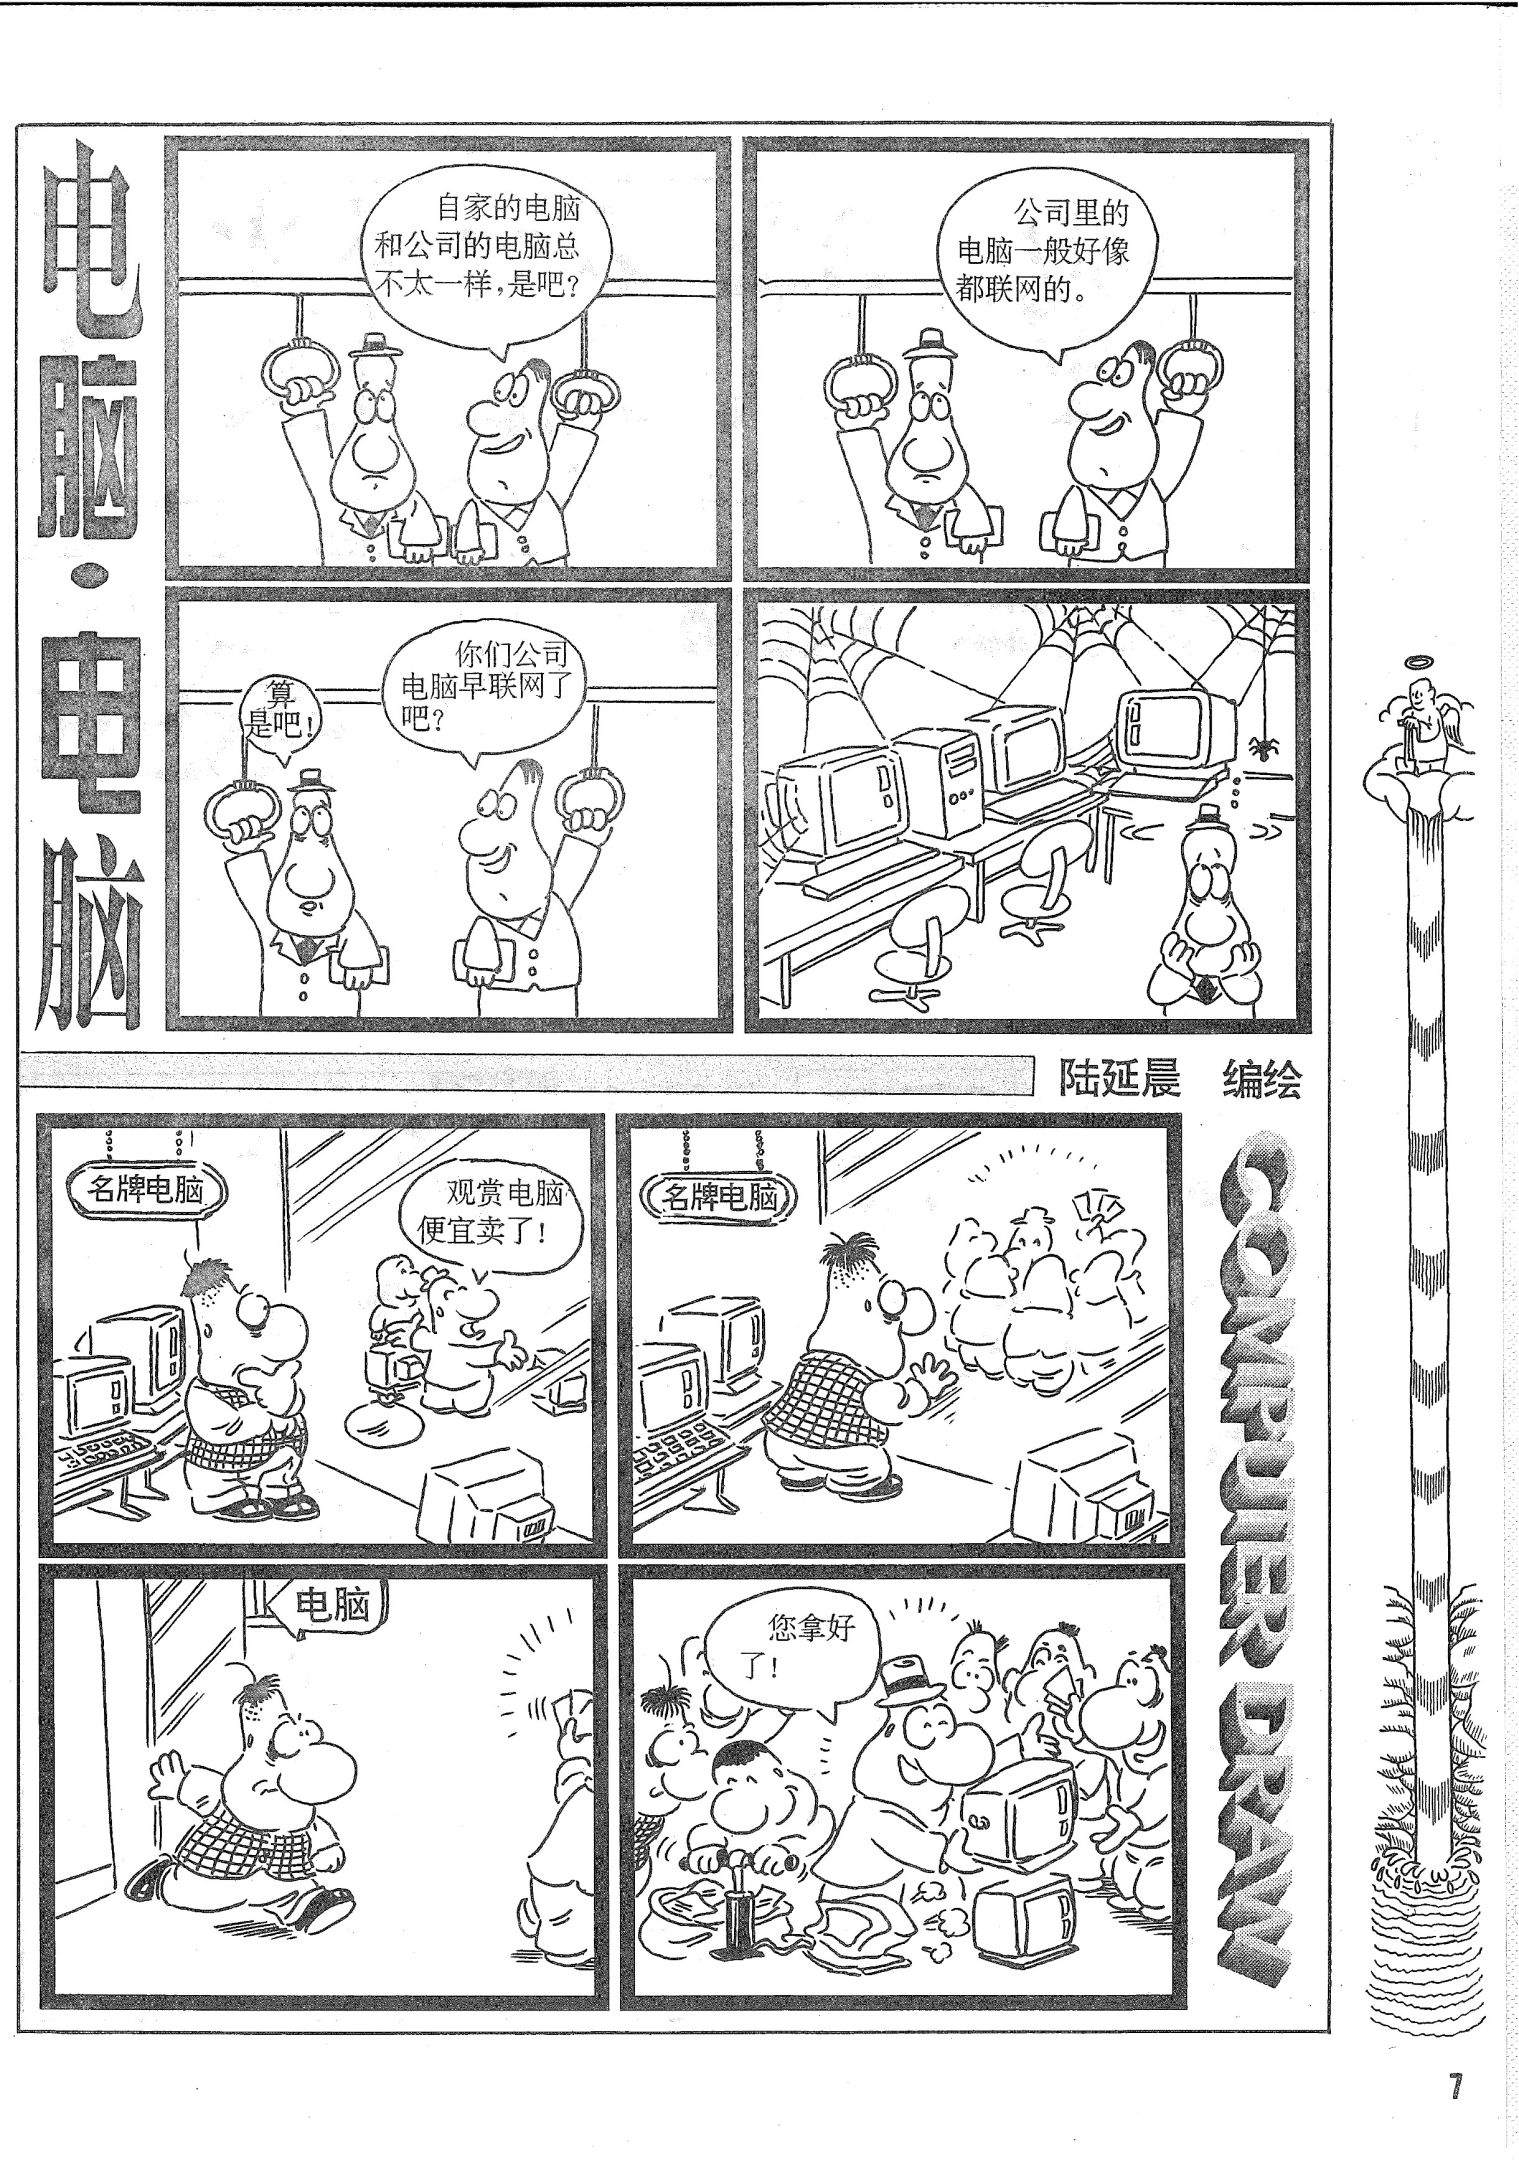 电脑·电脑
自家的电脑
和公司的电脑总
不太一样，是吧？
公司里的
电脑一般好像
都联网的。
算
是吧！
你们公司
电脑早联网了
吧？
陆延晨 编绘
名牌电脑
观赏电脑
便宜卖了！
名牌电脑
电脑
您拿好
了！
COMPUTER DRAW
7